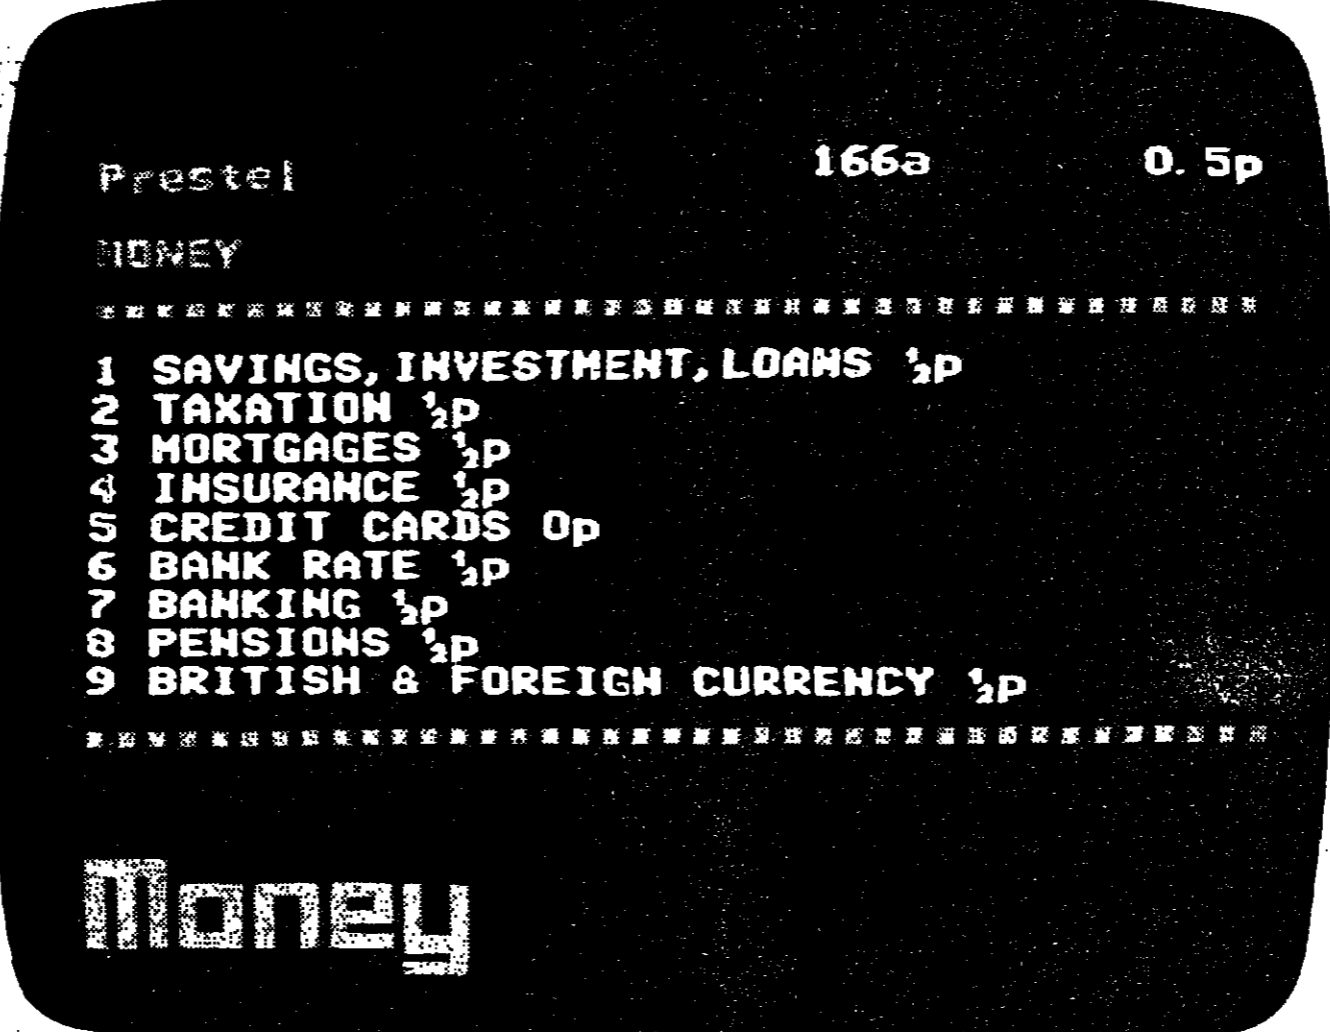 Prestel 166a 0.5p
MONEY
1 SAVINGS,INVESTMENT,LOANS ½p
2 TAXATION ½p
3 MORTGAGES ½p
4 INSURANCE ½p
5 CREDIT CARDS 0p
6 BANK RATE ½p
7 BANKING ½p
8 PENSIONS ½p
9 BRITISH & FOREIGN CURRENCY ½p
Money